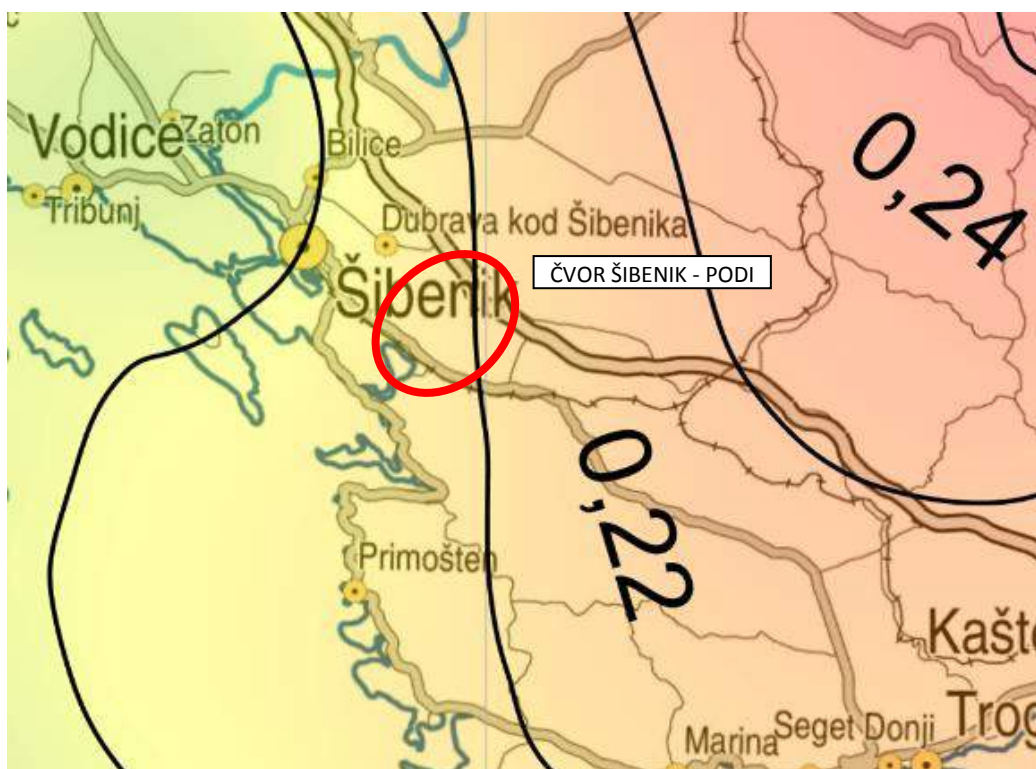 Vodice
Zaton
Bilice
Tribunj
Dubrava kod Šibenika
0,24
Šibenik
ČVOR ŠIBENIK - PODI
0,22
Primošten
Kašte
Marina
Seget Donji
Trog